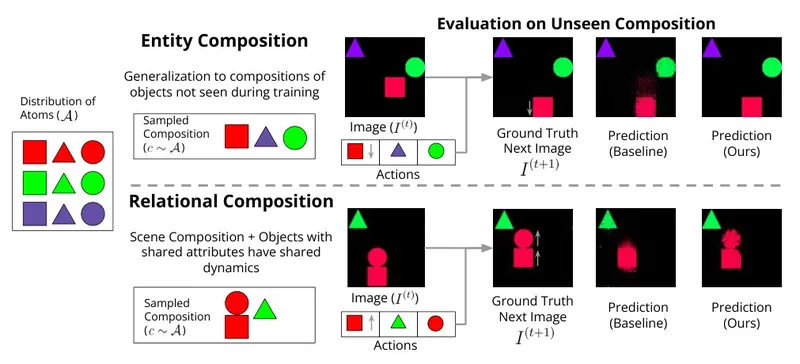 Evaluation on Unseen Composition
Entity Composition
Generalization to compositions of
objects not seen during training
Distribution of
Atoms (𝒜)
Sampled
Composition
(c ∼ 𝒜)
Image (I^(t))
Actions
Ground Truth
Next Image
I^(t+1)
Prediction
(Baseline)
Prediction
(Ours)
Relational Composition
Scene Composition + Objects with
shared attributes have shared
dynamics
Sampled
Composition
(c ∼ 𝒜)
Image (I^(t))
Actions
Ground Truth
Next Image
I^(t+1)
Prediction
(Baseline)
Prediction
(Ours)